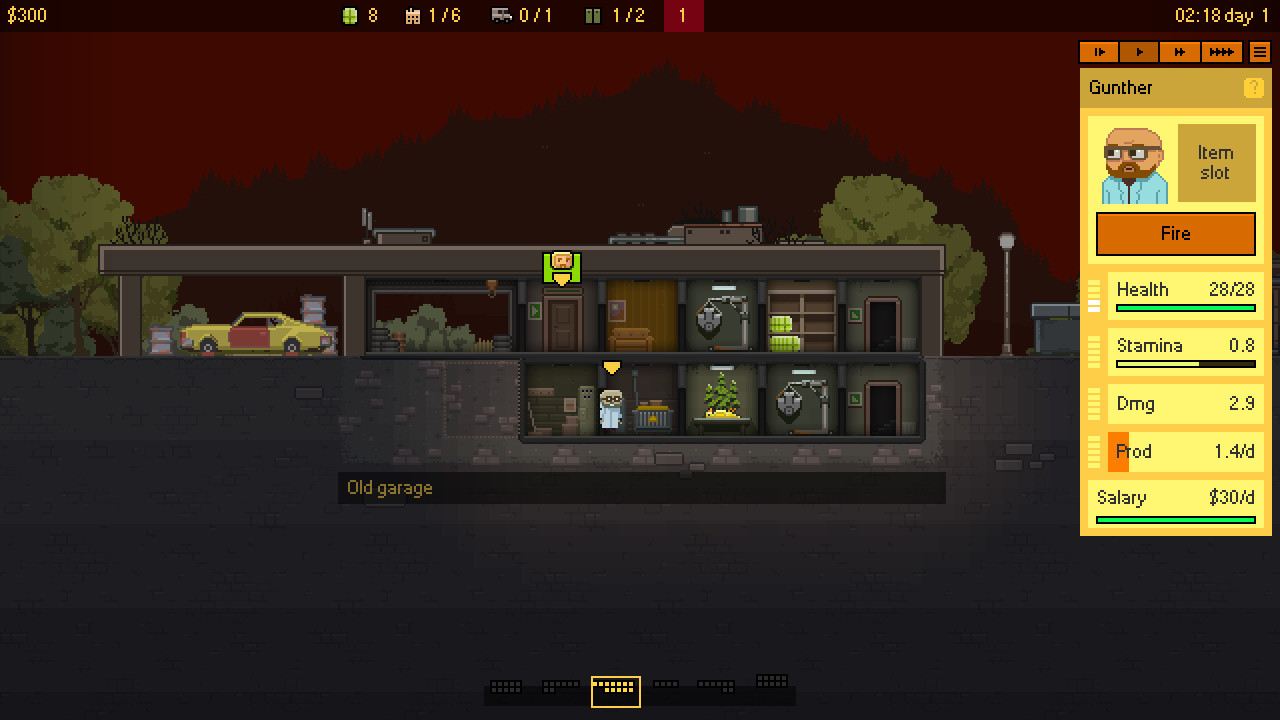 $300
8
1/6
0/1
1/2
1
02:18 day 1
Gunther
?
Item
slot
Fire
Health 28/28
Stamina 0.8
Dmg 2.9
Prod 1.4/d
Salary $30/d
Old garage